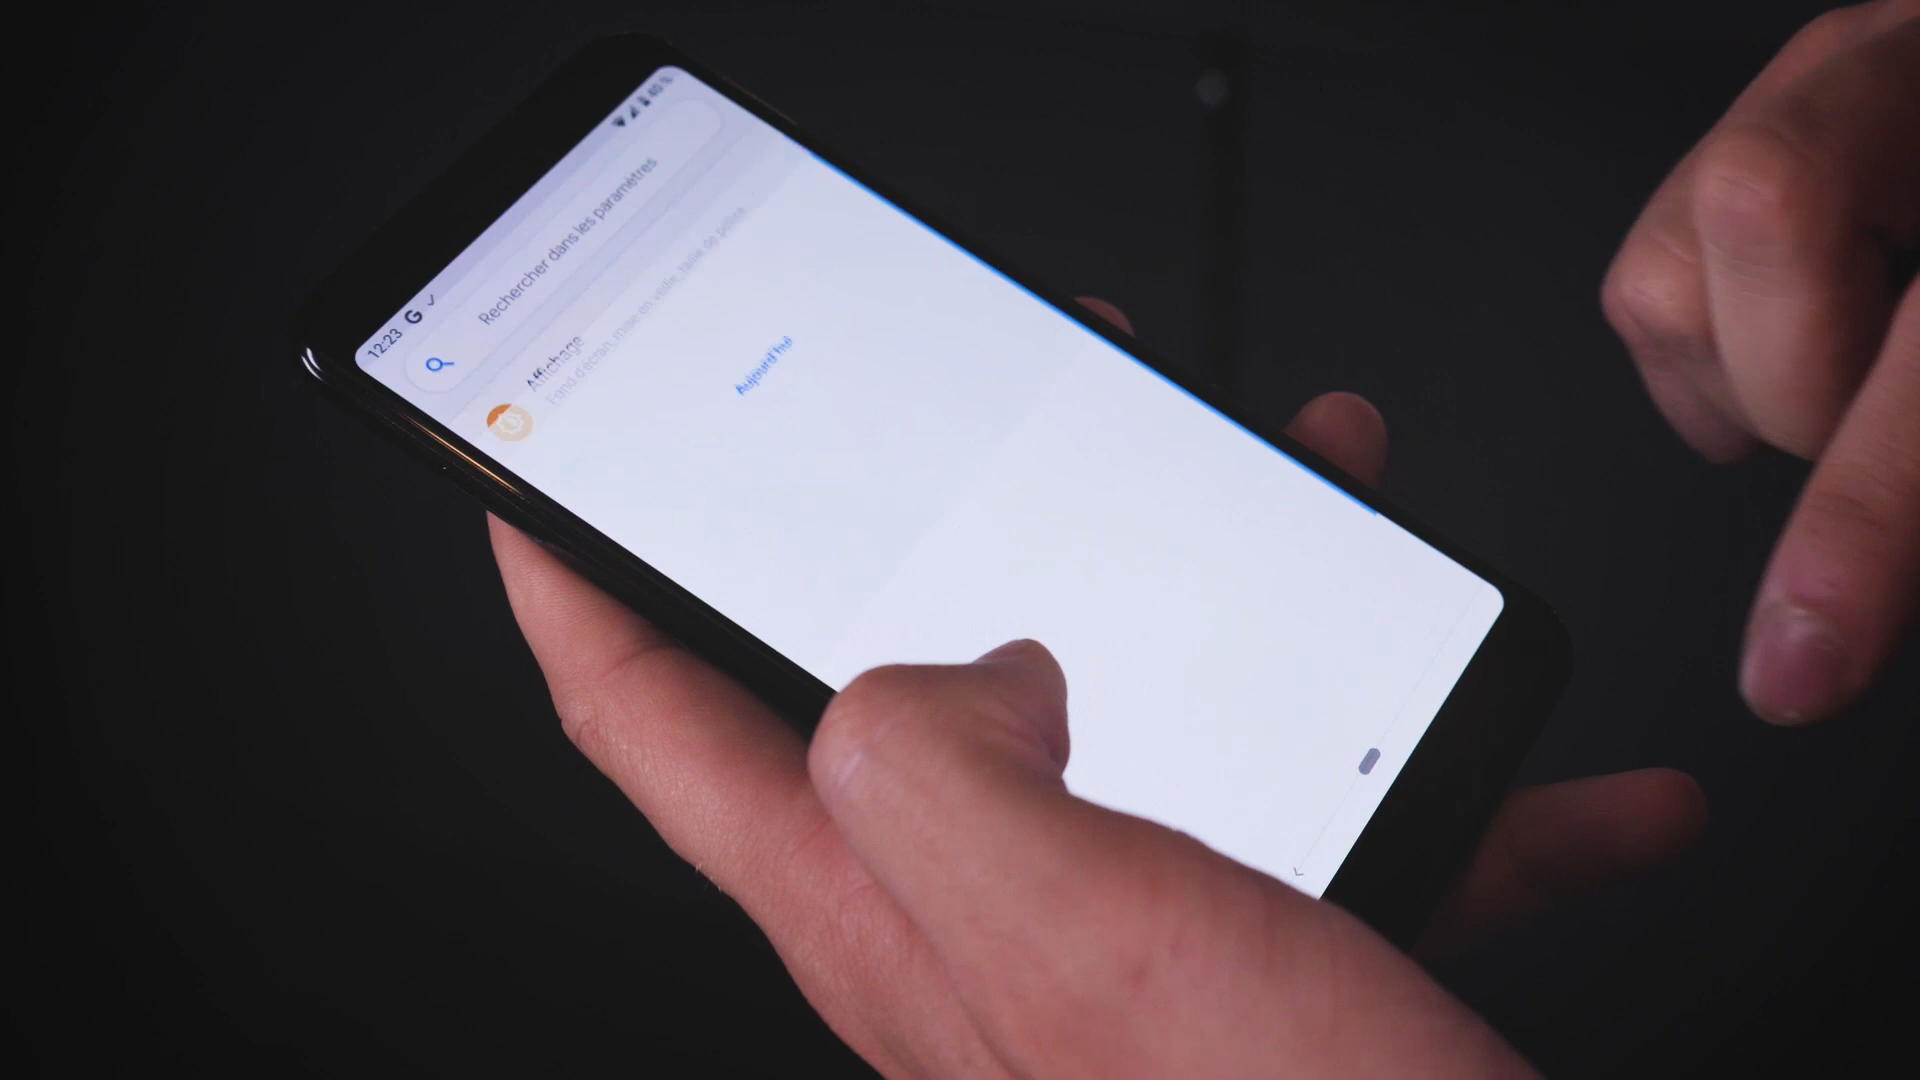 12:23 G
Rechercher dans les paramètres
Affichage
Fond d'écran, mise en veille, taille de police
Aujourd'hui